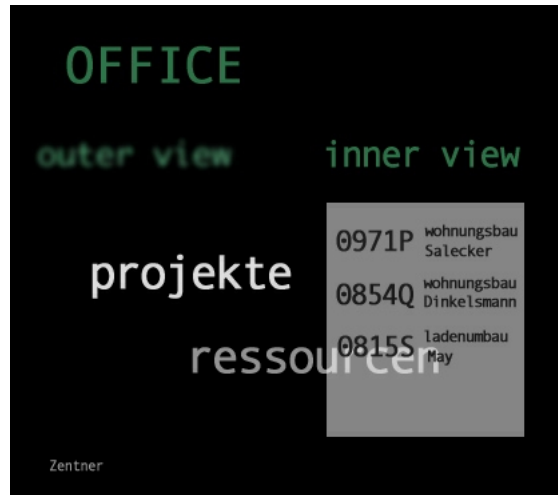 OFFICE
outer view
inner view
0971P wohnungsbau
Salecker
projekte
0854Q wohnungsbau
Dinkelsmann
0815S ladenumbau
May
ressourcen
Zentner